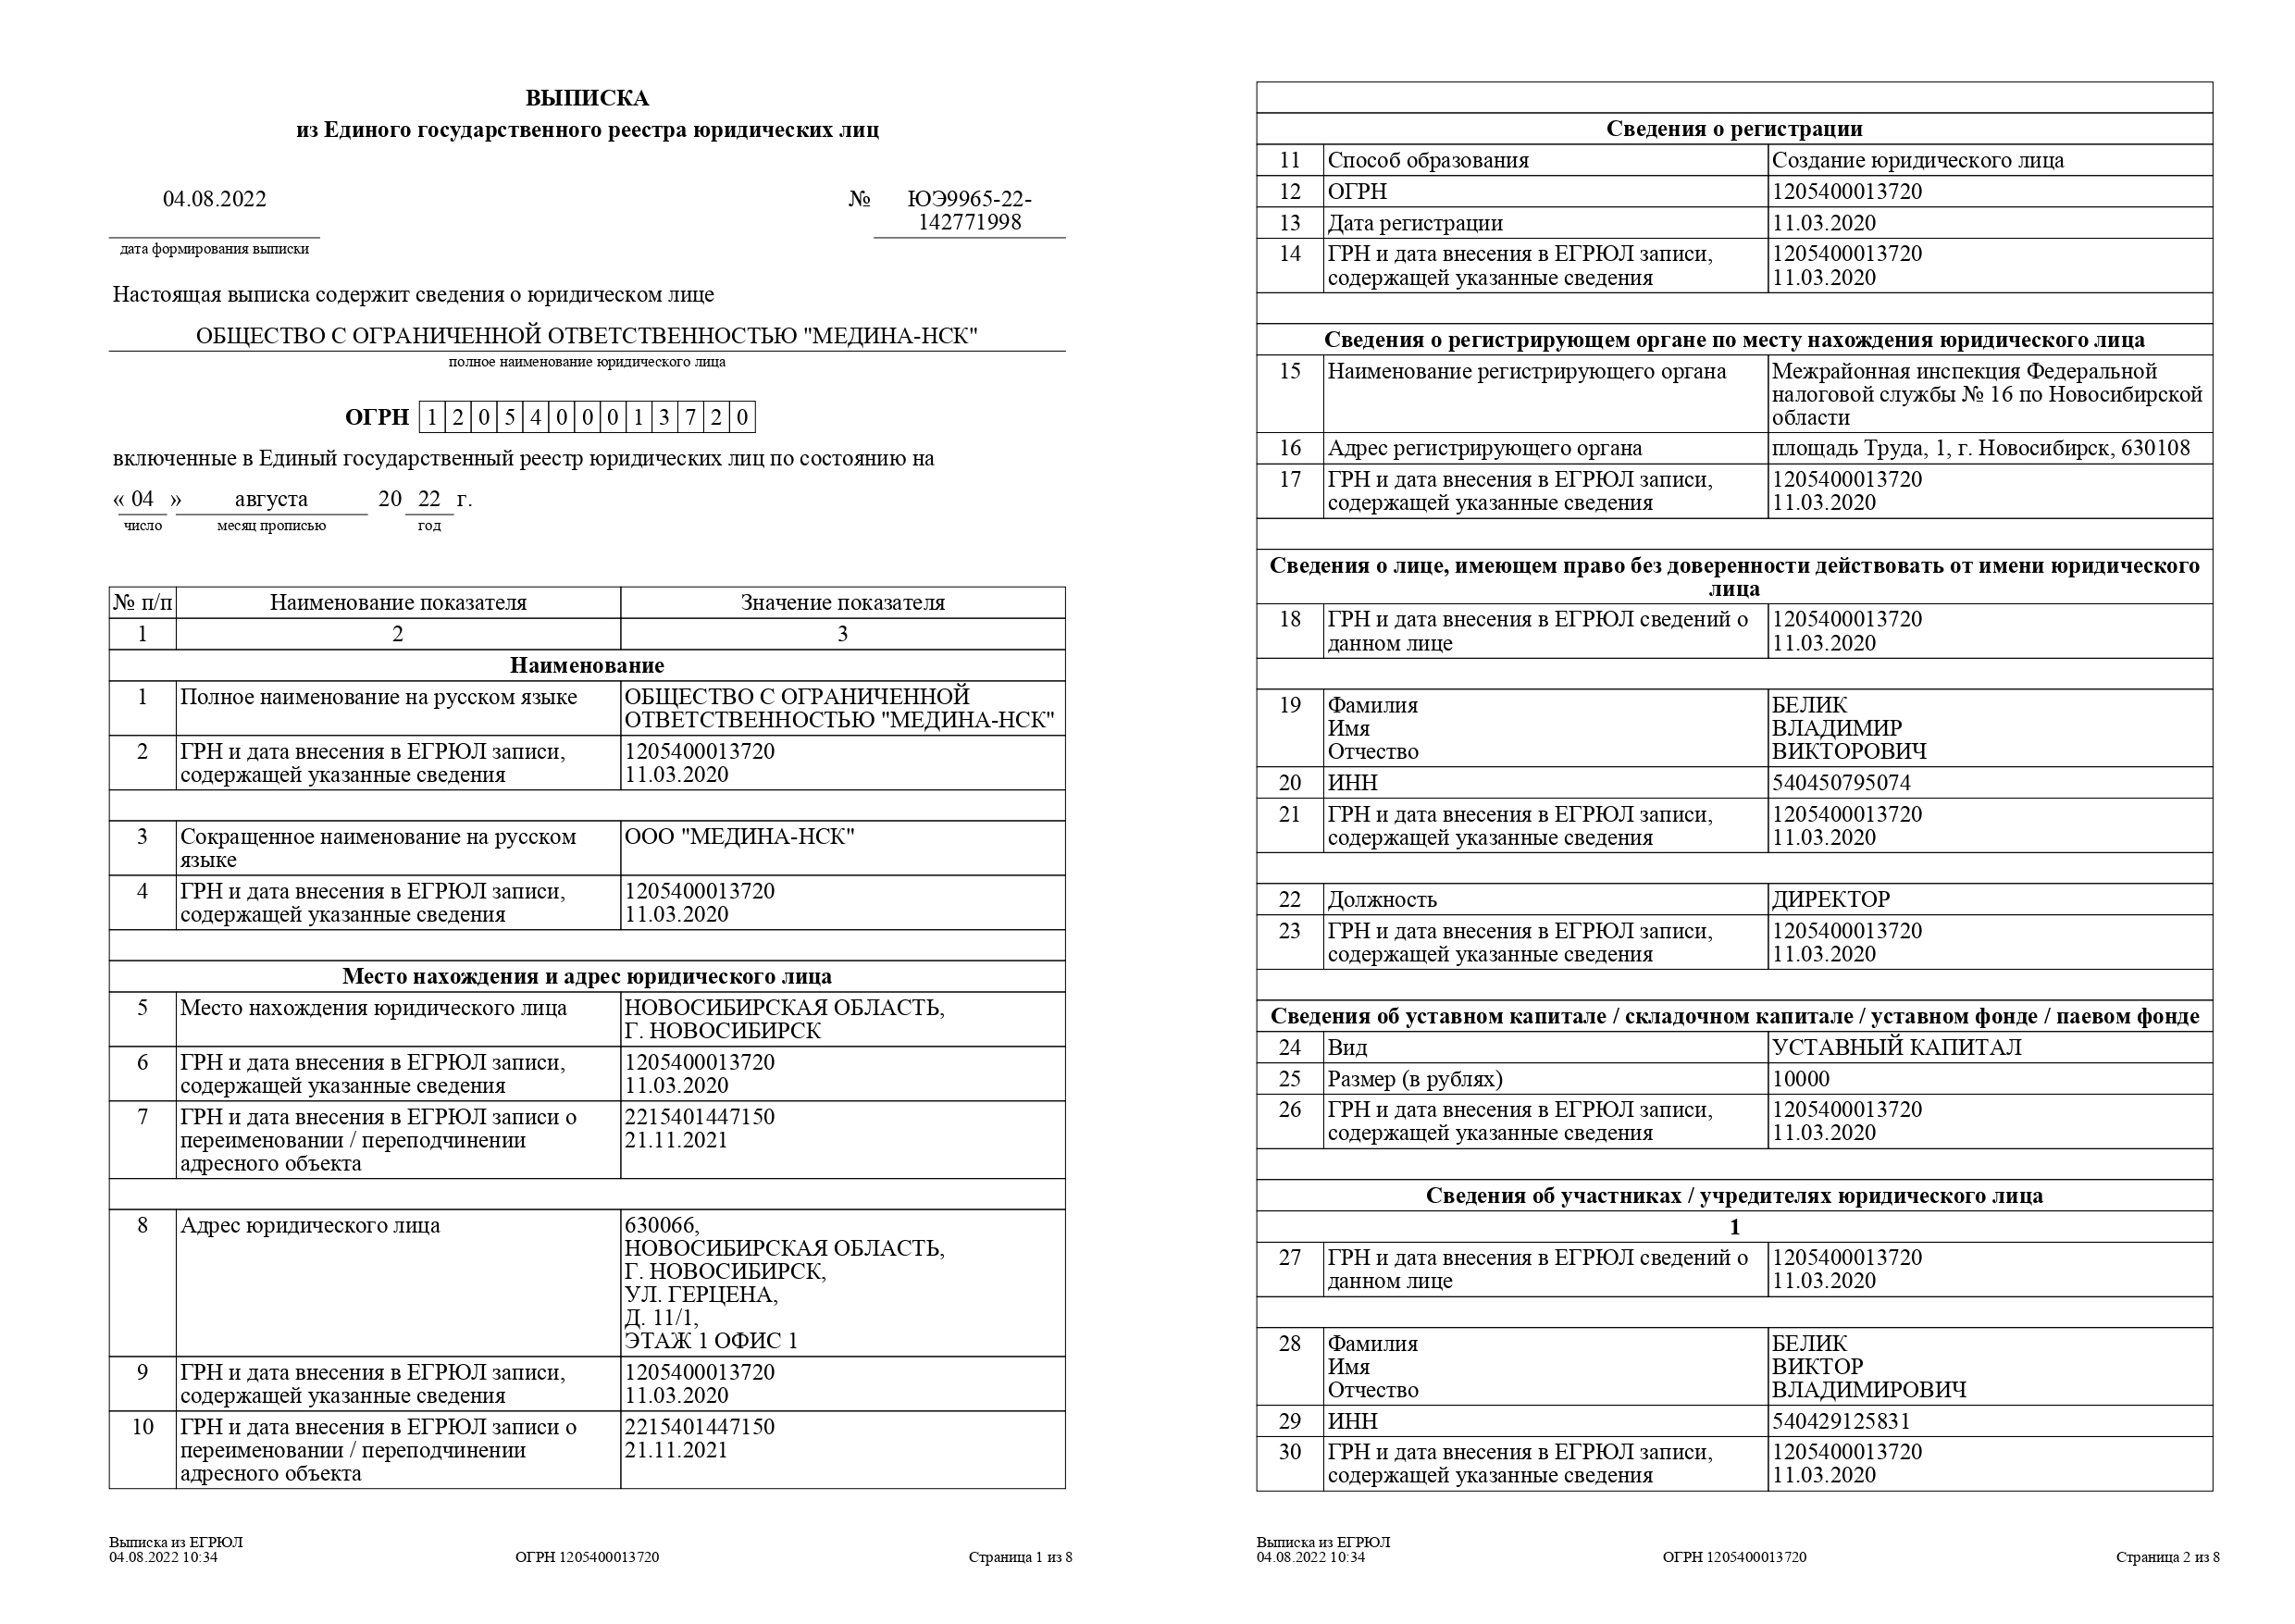 ВЫПИСКА
из Единого государственного реестра юридических лиц
04.08.2022
№ ЮЭ9965-22-
142771998
дата формирования выписки
Настоящая выписка содержит сведения о юридическом лице
ОБЩЕСТВО С ОГРАНИЧЕННОЙ ОТВЕТСТВЕННОСТЬЮ "МЕДИНА-НСК"
полное наименование юридического лица
ОГРН 1 2 0 5 4 0 0 0 1 3 7 2 0
включенные в Единый государственный реестр юридических лиц по состоянию на
« 04 » августа 20 22 г.
число месяц прописью год
№ п/п Наименование показателя Значение показателя
1 2 3
Наименование
1 Полное наименование на русском языке ОБЩЕСТВО С ОГРАНИЧЕННОЙ
ОТВЕТСТВЕННОСТЬЮ "МЕДИНА-НСК"
2 ГРН и дата внесения в ЕГРЮЛ записи, 1205400013720
содержащей указанные сведения 11.03.2020
3 Сокращенное наименование на русском ООО "МЕДИНА-НСК"
языке
4 ГРН и дата внесения в ЕГРЮЛ записи, 1205400013720
содержащей указанные сведения 11.03.2020
Место нахождения и адрес юридического лица
5 Место нахождения юридического лица НОВОСИБИРСКАЯ ОБЛАСТЬ,
Г. НОВОСИБИРСК
6 ГРН и дата внесения в ЕГРЮЛ записи, 1205400013720
содержащей указанные сведения 11.03.2020
7 ГРН и дата внесения в ЕГРЮЛ записи о 2215401447150
переименовании / переподчинении 21.11.2021
адресного объекта
8 Адрес юридического лица 630066,
НОВОСИБИРСКАЯ ОБЛАСТЬ,
Г. НОВОСИБИРСК,
УЛ. ГЕРЦЕНА,
Д. 11/1,
ЭТАЖ 1 ОФИС 1
9 ГРН и дата внесения в ЕГРЮЛ записи, 1205400013720
содержащей указанные сведения 11.03.2020
10 ГРН и дата внесения в ЕГРЮЛ записи о 2215401447150
переименовании / переподчинении 21.11.2021
адресного объекта
Выписка из ЕГРЮЛ
04.08.2022 10:34 ОГРН 1205400013720 Страница 1 из 8
Сведения о регистрации
11 Способ образования Создание юридического лица
12 ОГРН 1205400013720
13 Дата регистрации 11.03.2020
14 ГРН и дата внесения в ЕГРЮЛ записи, 1205400013720
содержащей указанные сведения 11.03.2020
Сведения о регистрирующем органе по месту нахождения юридического лица
15 Наименование регистрирующего органа Межрайонная инспекция Федеральной
налоговой службы № 16 по Новосибирской
области
16 Адрес регистрирующего органа площадь Труда, 1, г. Новосибирск, 630108
17 ГРН и дата внесения в ЕГРЮЛ записи, 1205400013720
содержащей указанные сведения 11.03.2020
Сведения о лице, имеющем право без доверенности действовать от имени юридического
лица
18 ГРН и дата внесения в ЕГРЮЛ сведений о 1205400013720
данном лице 11.03.2020
19 Фамилия БЕЛИК
Имя ВЛАДИМИР
Отчество ВИКТОРОВИЧ
20 ИНН 540450795074
21 ГРН и дата внесения в ЕГРЮЛ записи, 1205400013720
содержащей указанные сведения 11.03.2020
22 Должность ДИРЕКТОР
23 ГРН и дата внесения в ЕГРЮЛ записи, 1205400013720
содержащей указанные сведения 11.03.2020
Сведения об уставном капитале / складочном капитале / уставном фонде / паевом фонде
24 Вид УСТАВНЫЙ КАПИТАЛ
25 Размер (в рублях) 10000
26 ГРН и дата внесения в ЕГРЮЛ записи, 1205400013720
содержащей указанные сведения 11.03.2020
Сведения об участниках / учредителях юридического лица
1
27 ГРН и дата внесения в ЕГРЮЛ сведений о 1205400013720
данном лице 11.03.2020
28 Фамилия БЕЛИК
Имя ВИКТОР
Отчество ВЛАДИМИРОВИЧ
29 ИНН 540429125831
30 ГРН и дата внесения в ЕГРЮЛ записи, 1205400013720
содержащей указанные сведения 11.03.2020
Выписка из ЕГРЮЛ
04.08.2022 10:34 ОГРН 1205400013720 Страница 2 из 8